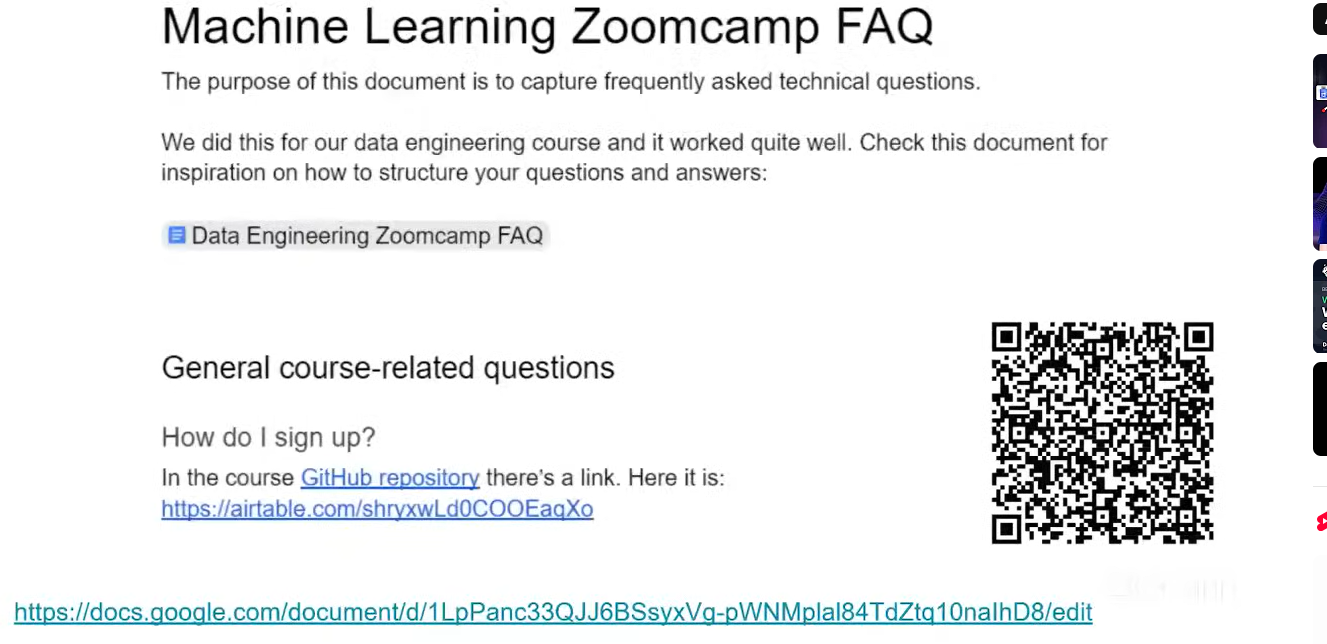 Machine Learning Zoomcamp FAQ
The purpose of this document is to capture frequently asked technical questions.
We did this for our data engineering course and it worked quite well. Check this document for
inspiration on how to structure your questions and answers:
Data Engineering Zoomcamp FAQ
General course-related questions
How do I sign up?
In the course GitHub repository there's a link. Here it is:
https://airtable.com/shryxwLd0COOEaqXo
https://docs.google.com/document/d/1LpPanc33QJJ6BSsyxVg-pWNMplal84TdZtq10naIhD8/edit